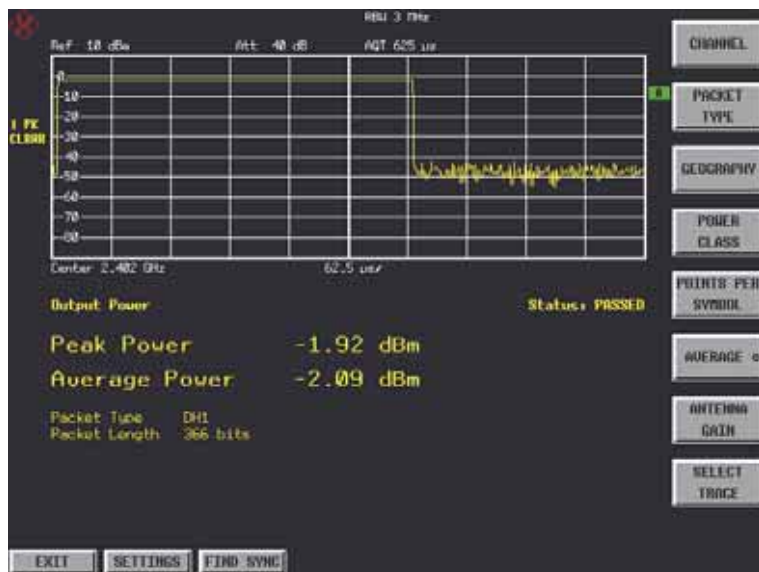 RBW 3 MHz
Ref 10 dBm Att 40 dB AQT 625 µs
0
-10
-20
-30
-40
-50
-60
-70
-80
1 PK
CLRWR
A
Center 2.402 GHz 62.5 µs/
Output Power Status: PASSED
Peak Power -1.92 dBm
Average Power -2.09 dBm
Packet Type DH1
Packet Length 366 bits
CHANNEL
PACKET
TYPE
GEOGRAPHY
POWER
CLASS
POINTS PER
SYMBOL
AVERAGE
ANTENNA
GAIN
SELECT
TRACE
EXIT SETTINGS FIND SYNC